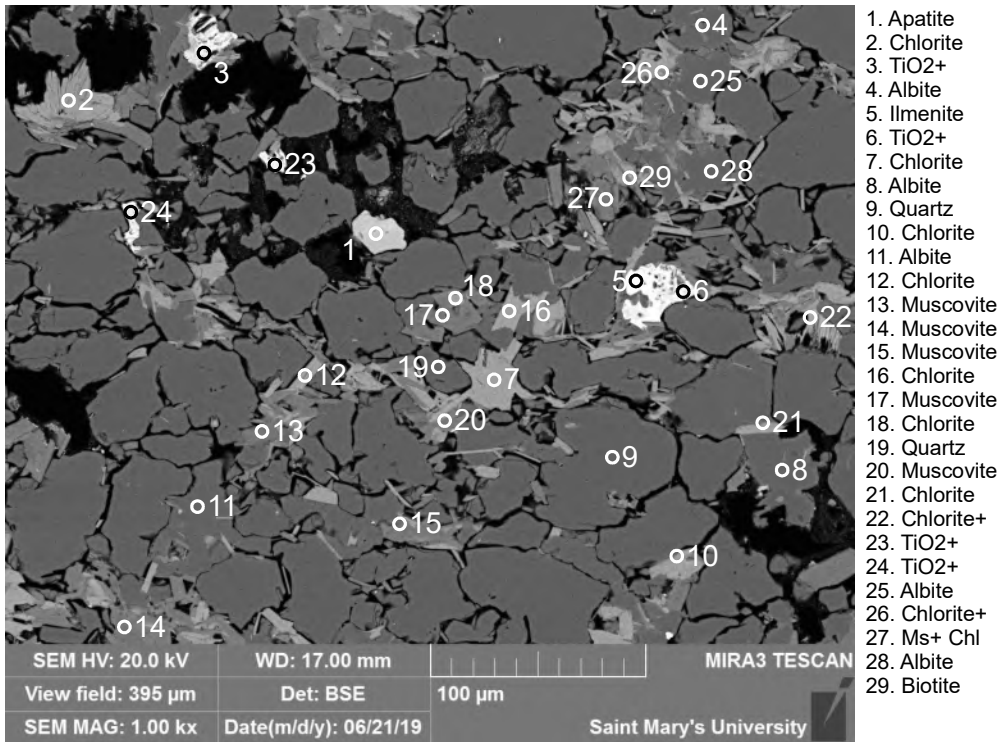 4
3
26
25
2
23
29
28
27
24
1
5
6
18
17
16
22
19
7
12
20
21
13
9
8
11
15
10
14
SEM HV: 20.0 kV
WD: 17.00 mm
MIRA3 TESCAN
View field: 395 µm
Det: BSE
100 µm
SEM MAG: 1.00 kx
Date(m/d/y): 06/21/19
Saint Mary's University
1. Apatite
2. Chlorite
3. TiO2+
4. Albite
5. Ilmenite
6. TiO2+
7. Chlorite
8. Albite
9. Quartz
10. Chlorite
11. Albite
12. Chlorite
13. Muscovite
14. Muscovite
15. Muscovite
16. Chlorite
17. Muscovite
18. Chlorite
19. Quartz
20. Muscovite
21. Chlorite
22. Chlorite+
23. TiO2+
24. TiO2+
25. Albite
26. Chlorite+
27. Ms+ Chl
28. Albite
29. Biotite